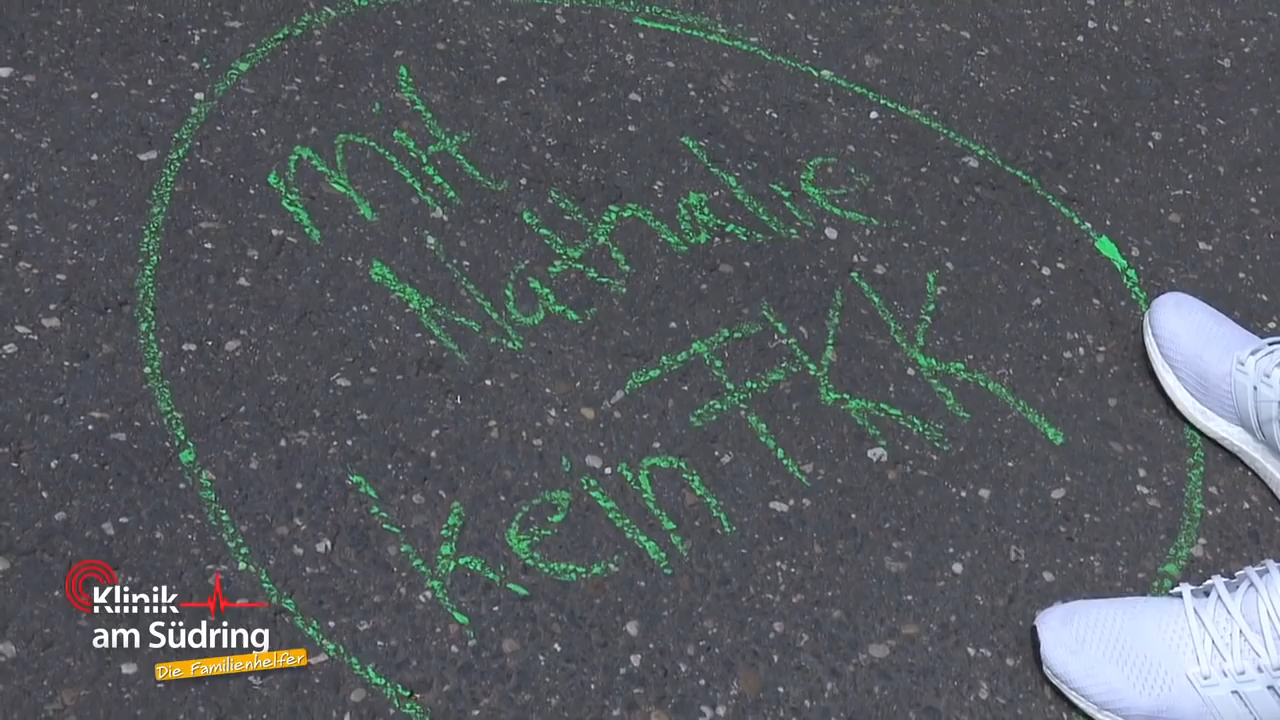 Mit
Nathalie
kein FKK
Klinik
am Südring
Die Familienhelfer